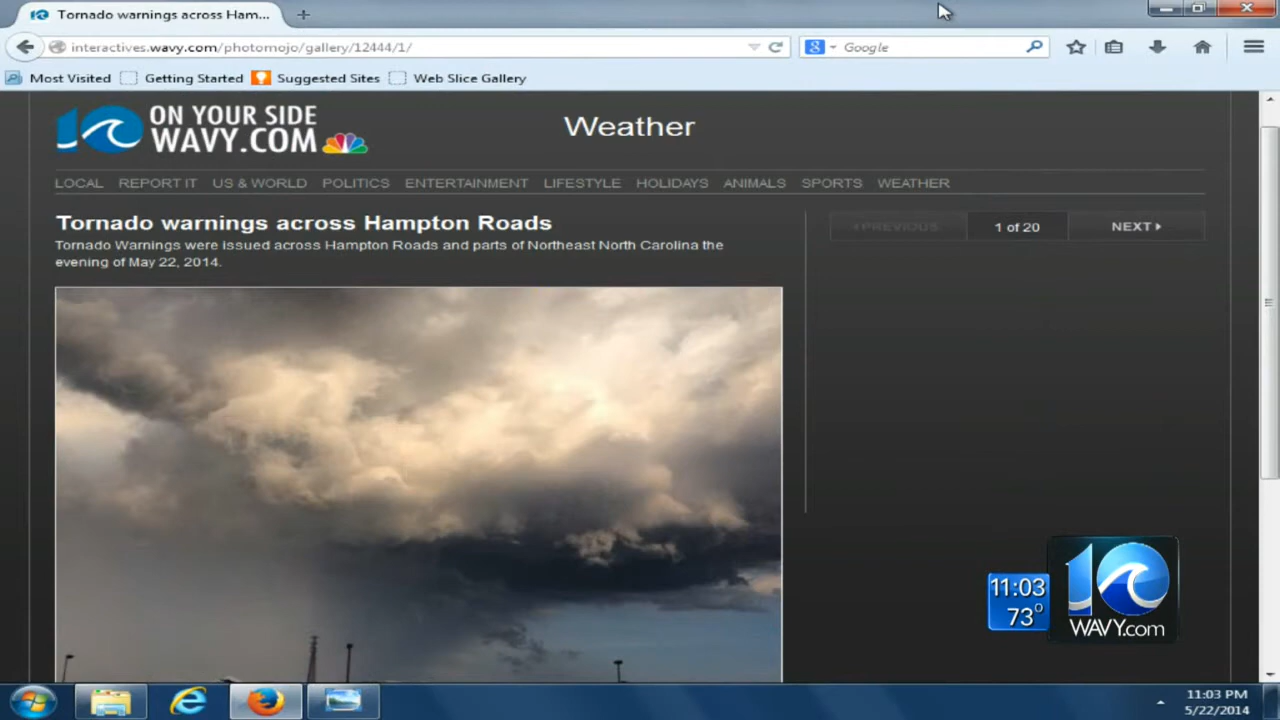 Tornado warnings across Ham...
interactives.wavy.com/photomojo/gallery/12444/1/
Google
Most Visited
Getting Started
Suggested Sites
Web Slice Gallery
10 ON YOUR SIDE
WAVY.COM
Weather
LOCAL REPORT IT US & WORLD POLITICS ENTERTAINMENT LIFESTYLE HOLIDAYS ANIMALS SPORTS WEATHER
Tornado warnings across Hampton Roads
Tornado Warnings were issued across Hampton Roads and parts of Northeast North Carolina the
evening of May 22, 2014.
PREVIOUS
1 of 20
NEXT
11:03
73°
10
WAVY.com
11:03 PM
5/22/2014